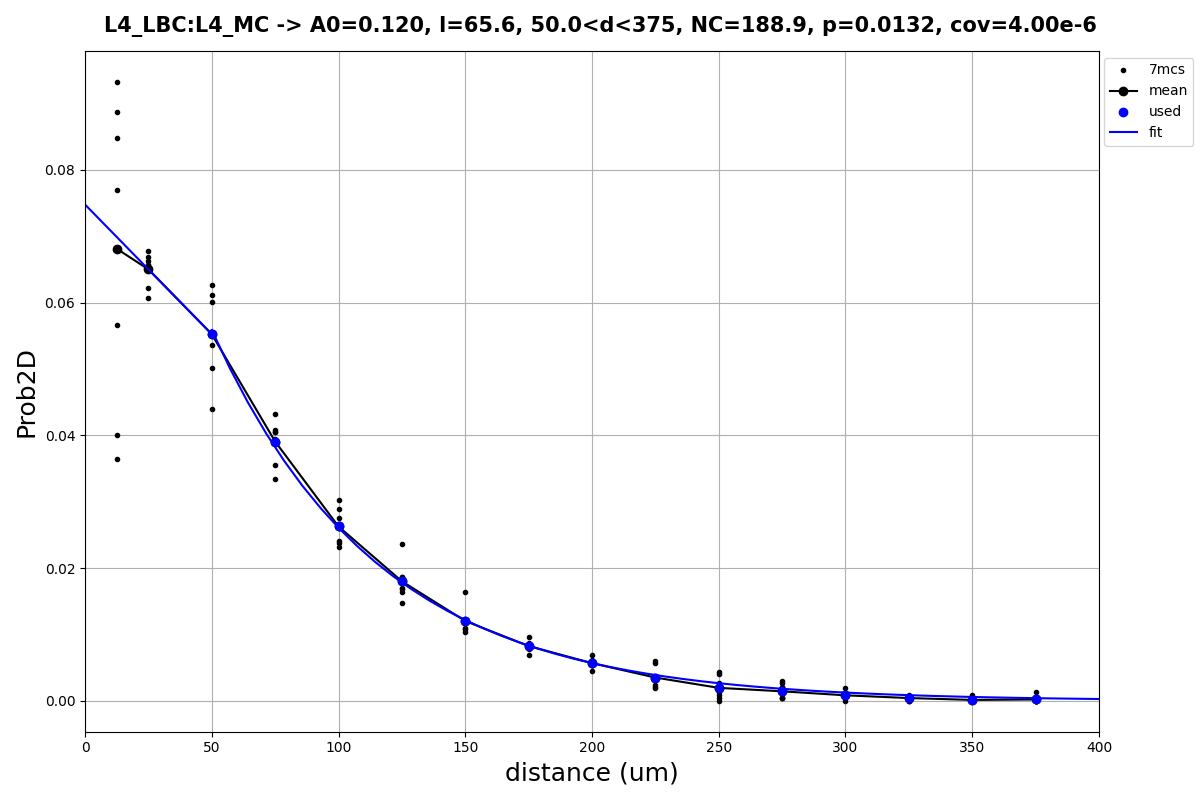 L4_LBC:L4_MC -> A0=0.120, l=65.6, 50.0<d<375, NC=188.9, p=0.0132, cov=4.00e-6
7mcs
mean
used
fit
Prob2D
0.08
0.06
0.04
0.02
0.00
0 50 100 150 200 250 300 350 400
distance (um)